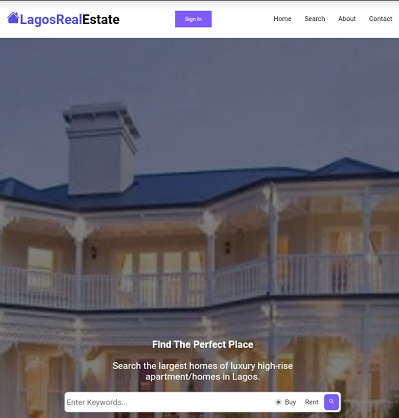 LagosRealEstate
Sign In
Home Search About Contact
Find The Perfect Place
Search the largest homes of luxury high-rise
apartment/homes in Lagos.
Enter Keywords... Buy Rent